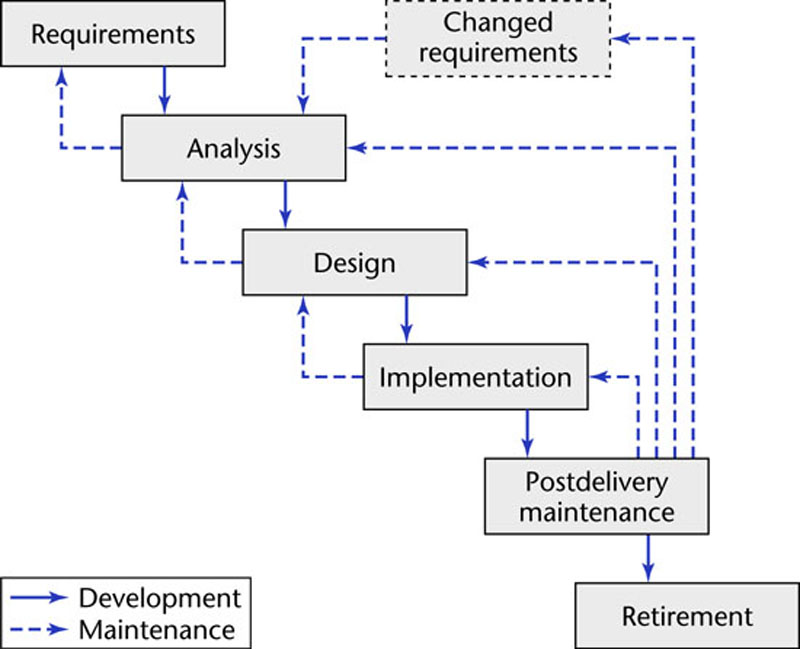 Requirements
Changed
requirements
Analysis
Design
Implementation
Postdelivery
maintenance
Retirement
Development
Maintenance